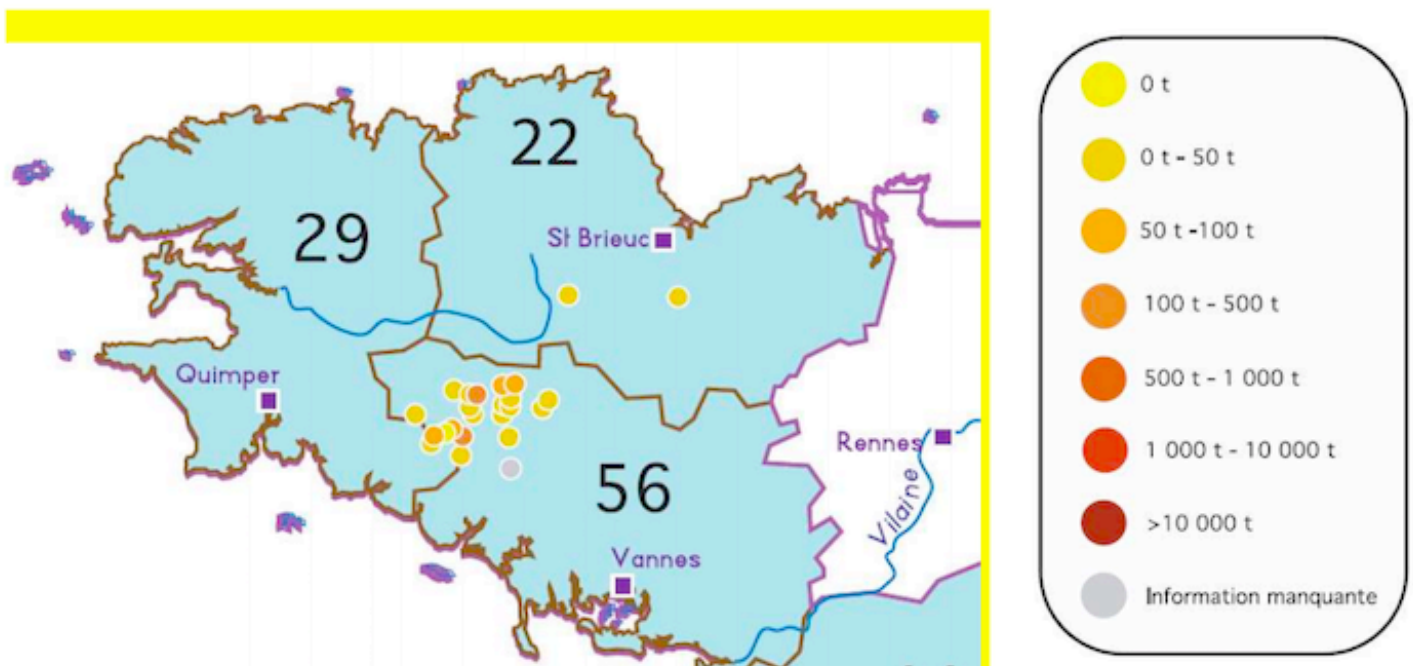 22
29
St Brieuc
Quimper
Rennes
56
Vilaine
Vannes
0 t
0 t - 50 t
50 t -100 t
100 t - 500 t
500 t - 1 000 t
1 000 t - 10 000 t
>10 000 t
Information manquante